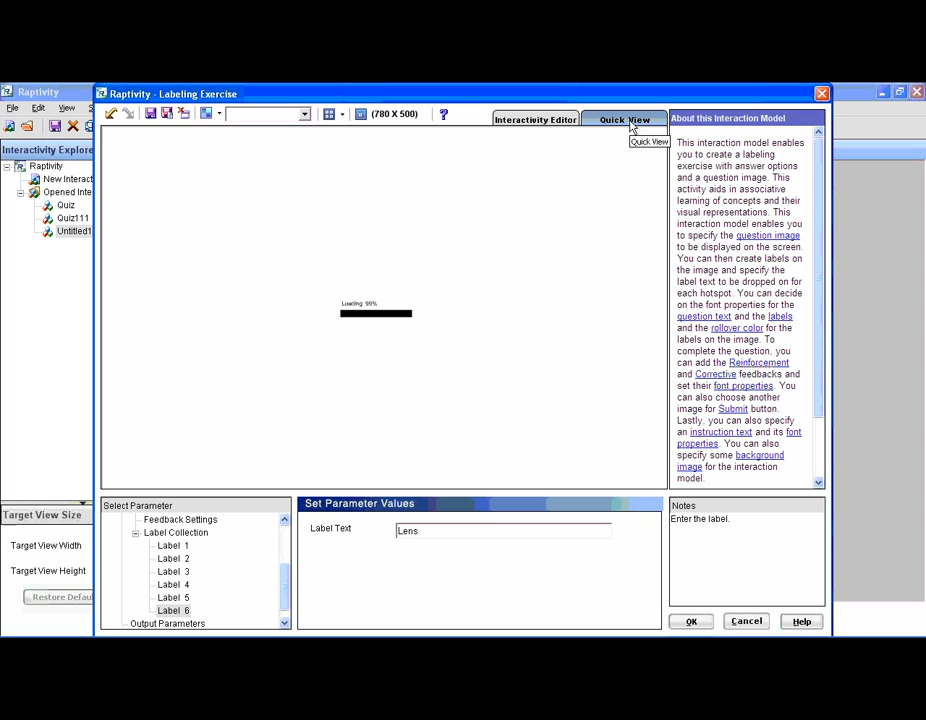 Raptivity
File Edit View
Interactivity Explore
Raptivity
New Interact
Opened Inte
Quiz
Quiz111
Untitled1
Target View Size
Target View Width
Target View Height
Restore Defau
Raptivity - Labeling Exercise
(780 X 500)
?
Interactivity Editor
Quick View
Quick View
Loading 99%
About this Interaction Model
This interaction model enables
you to create a labeling
exercise with answer options
and a question image. This
activity aids in associative
learning of concepts and their
visual representations. This
interaction model enables you
to specify the question image
to be displayed on the screen.
You can then create labels on
the image and specify the
label text to be dropped on for
each hotspot. You can decide
on the font properties for the
question text and the labels
and the rollover color for the
labels on the image. To
complete the question, you
can add the Reinforcement
and Corrective feedbacks and
set their font properties. You
can also choose another
image for Submit button.
Lastly, you can also specify
an instruction text and its font
properties. You can also
specify some background
image for the interaction
model.
Select Parameter
Feedback Settings
Label Collection
Label 1
Label 2
Label 3
Label 4
Label 5
Label 6
Output Parameters
Set Parameter Values
Label Text
Lens
Notes
Enter the label.
OK
Cancel
Help